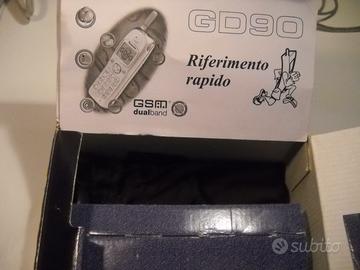 GD90
Riferimento
rapido
GSM
dualband
subito